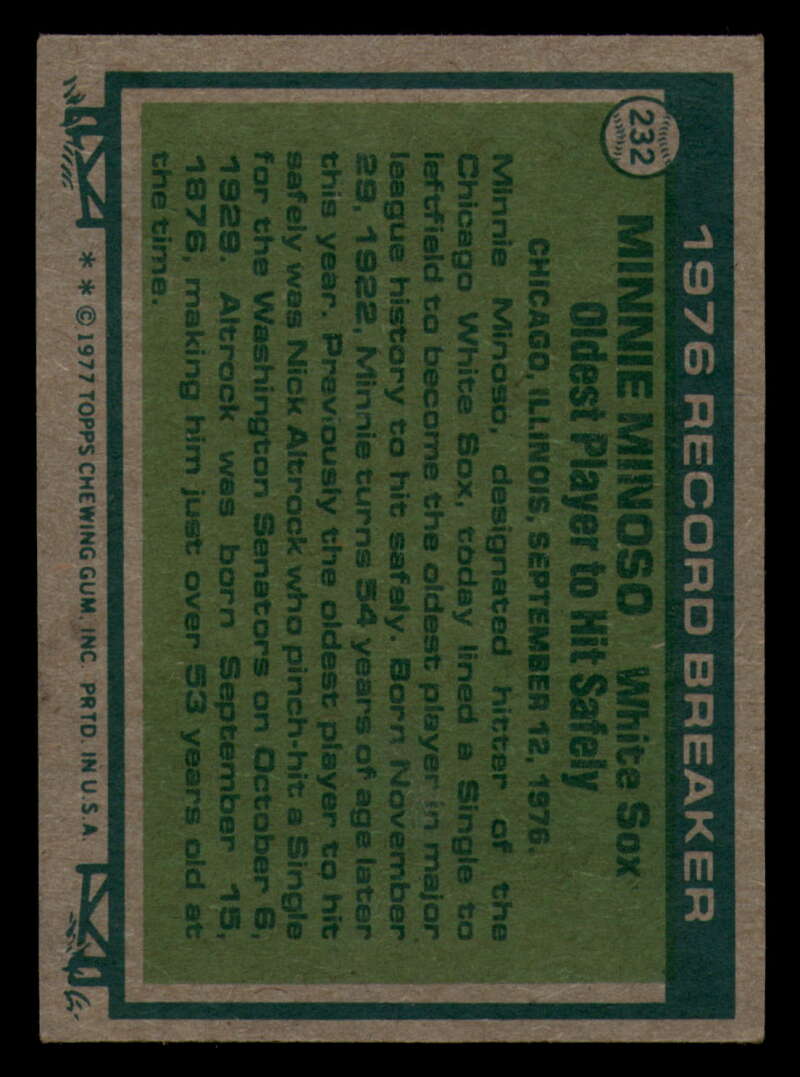 1976 RECORD BREAKER
232
MINNIE MINOSO White Sox
Oldest Player to Hit Safely
CHICAGO, ILLINOIS, SEPTEMBER 12, 1976.
Minnie Minoso, designated hitter of the
Chicago White Sox, today lined a Single to
leftfield to become the oldest player in major
league history to hit safely. Born November
29, 1922, Minnie turns 54 years of age later
this year. Previously the oldest player to hit
safely was Nick Altrock who pinch-hit a Single
for the Washington Senators on October 6,
1929. Altrock was born September 15,
1876, making him just over 53 years old at
the time.
* * © 1977 TOPPS CHEWING GUM, INC. PRTD. IN U.S.A.